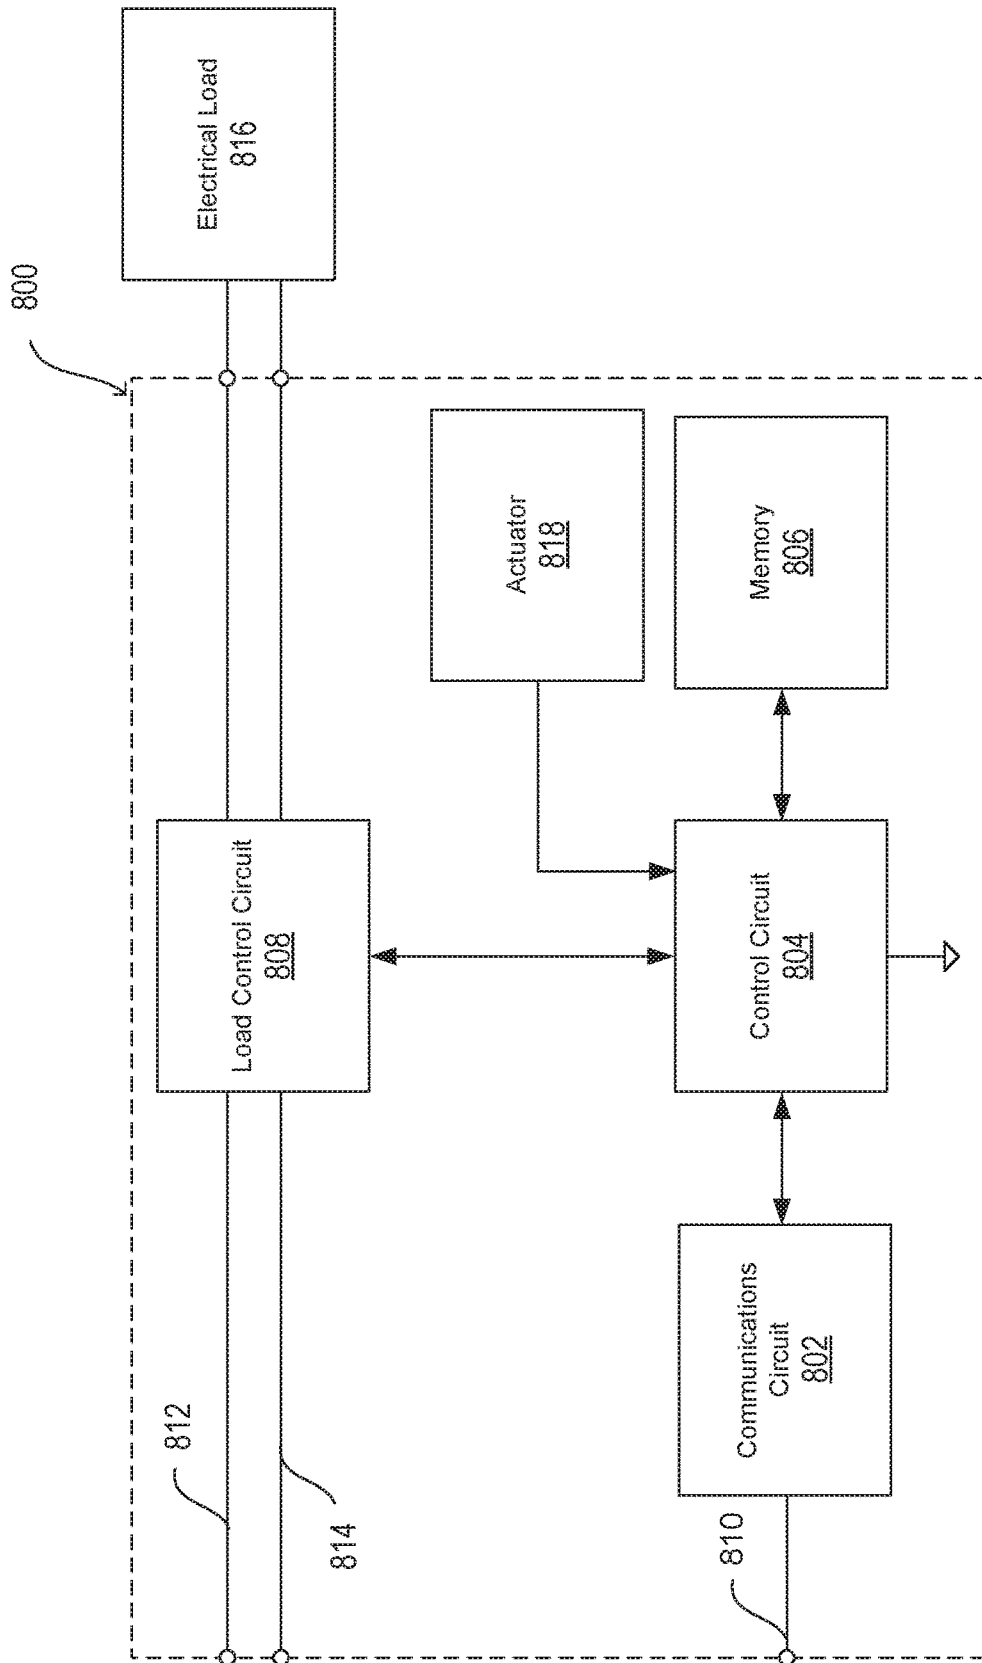 800
Electrical Load
816
812
814
Load Control Circuit
808
Actuator
818
810
Communications
Circuit
802
Control Circuit
804
Memory
806